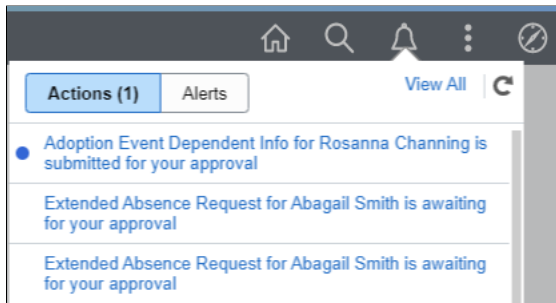 Actions (1)
Alerts
View All
Adoption Event Dependent Info for Rosanna Channing is
submitted for your approval
Extended Absence Request for Abagail Smith is awaiting
for your approval
Extended Absence Request for Abagail Smith is awaiting
for your approval